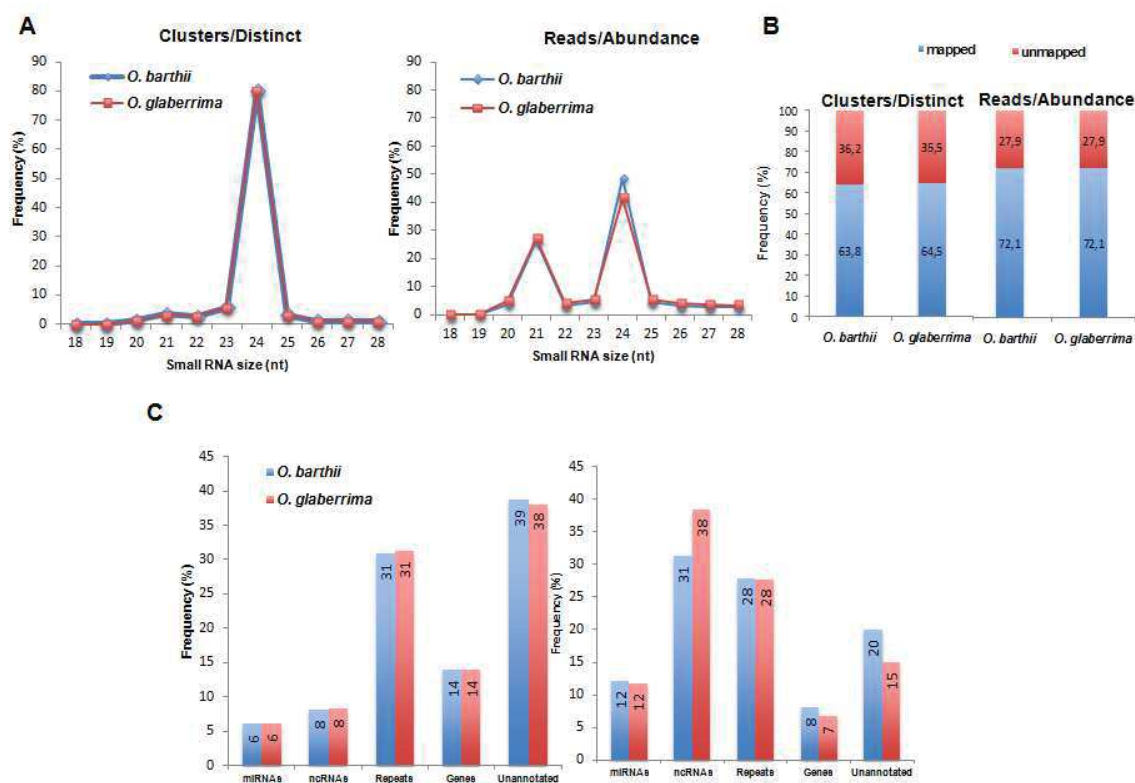 A
Clusters/Distinct
Frequency (%)
90
80
70
60
50
40
30
20
10
0
O. barthii
O. glaberrima
18 19 20 21 22 23 24 25 26 27 28
Small RNA size (nt)
Reads/Abundance
Frequency (%)
90
80
70
60
50
40
30
20
10
0
O. barthii
O. glaberrima
18 19 20 21 22 23 24 25 26 27 28
Small RNA size (nt)
B
mapped unmapped
Clusters/Distinct Reads/Abundance
Frequency (%)
100
90
80
70
60
50
40
30
20
10
0
36,2 35,5 27,9 27,9
63,8 64,5 72,1 72,1
O. barthii O. glaberrima O. barthii O. glaberrima
C
Frequency (%)
45
40
35
30
25
20
15
10
5
0
O. barthii
O. glaberrima
6 6 8 8 31 31 14 14 39 38
miRNAs ncRNAs Repeats Genes Unannotated
Frequency (%)
45
40
35
30
25
20
15
10
5
0
12 12 31 38 28 28 8 7 20 15
miRNAs ncRNAs Repeats Genes Unannotated